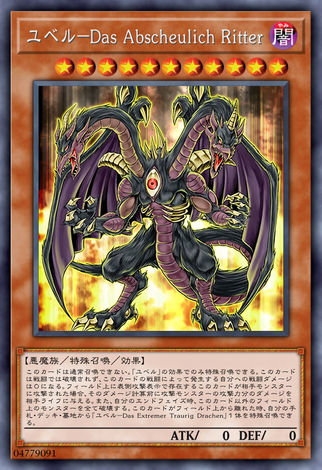 ユベル－Das Abscheulich Ritter
闇
やみ
【悪魔族／特殊召喚／効果】
このカードは通常召喚できない。「ユベル」の効果でのみ特殊召喚できる。このカードは戦闘では破壊されず、このカードの戦闘によって発生する自分への戦闘ダメージは0になる。フィールド上に表側攻撃表示で存在するこのカードが相手モンスターに攻撃された場合、そのダメージ計算前に攻撃モンスターの攻撃力分のダメージを相手ライフに与える。また、自分のエンドフェイズ時、このカード以外のフィールド上のモンスターを全て破壊する。このカードがフィールド上から離れた時、自分の手札・デッキ・墓地から「ユベル－Das Extremer Traurig Drachen」1体を特殊召喚できる。
ATK/ 0 DEF/ 0
04779091